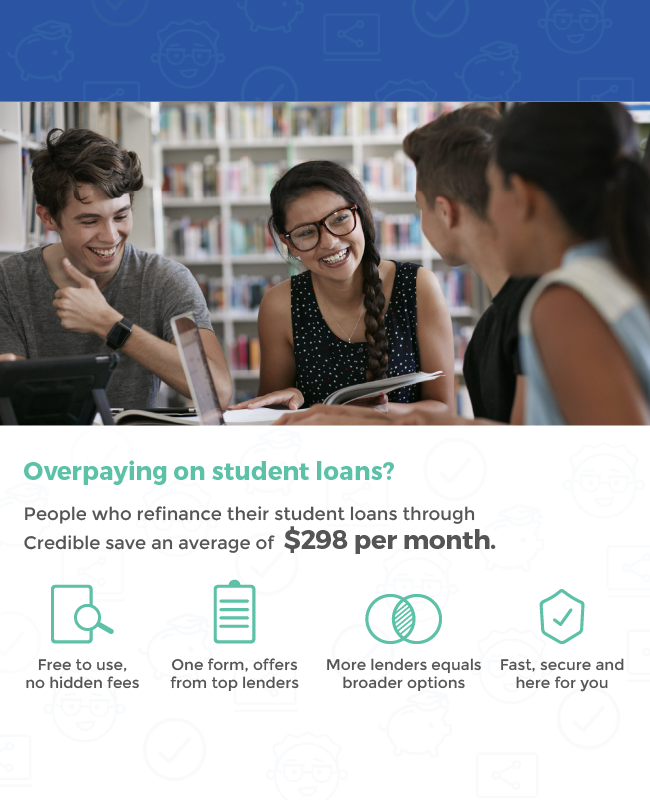 Overpaying on student loans?
People who refinance their student loans through
Credible save an average of $298 per month.
Free to use,
no hidden fees
One form, offers
from top lenders
More lenders equals
broader options
Fast, secure and
here for you